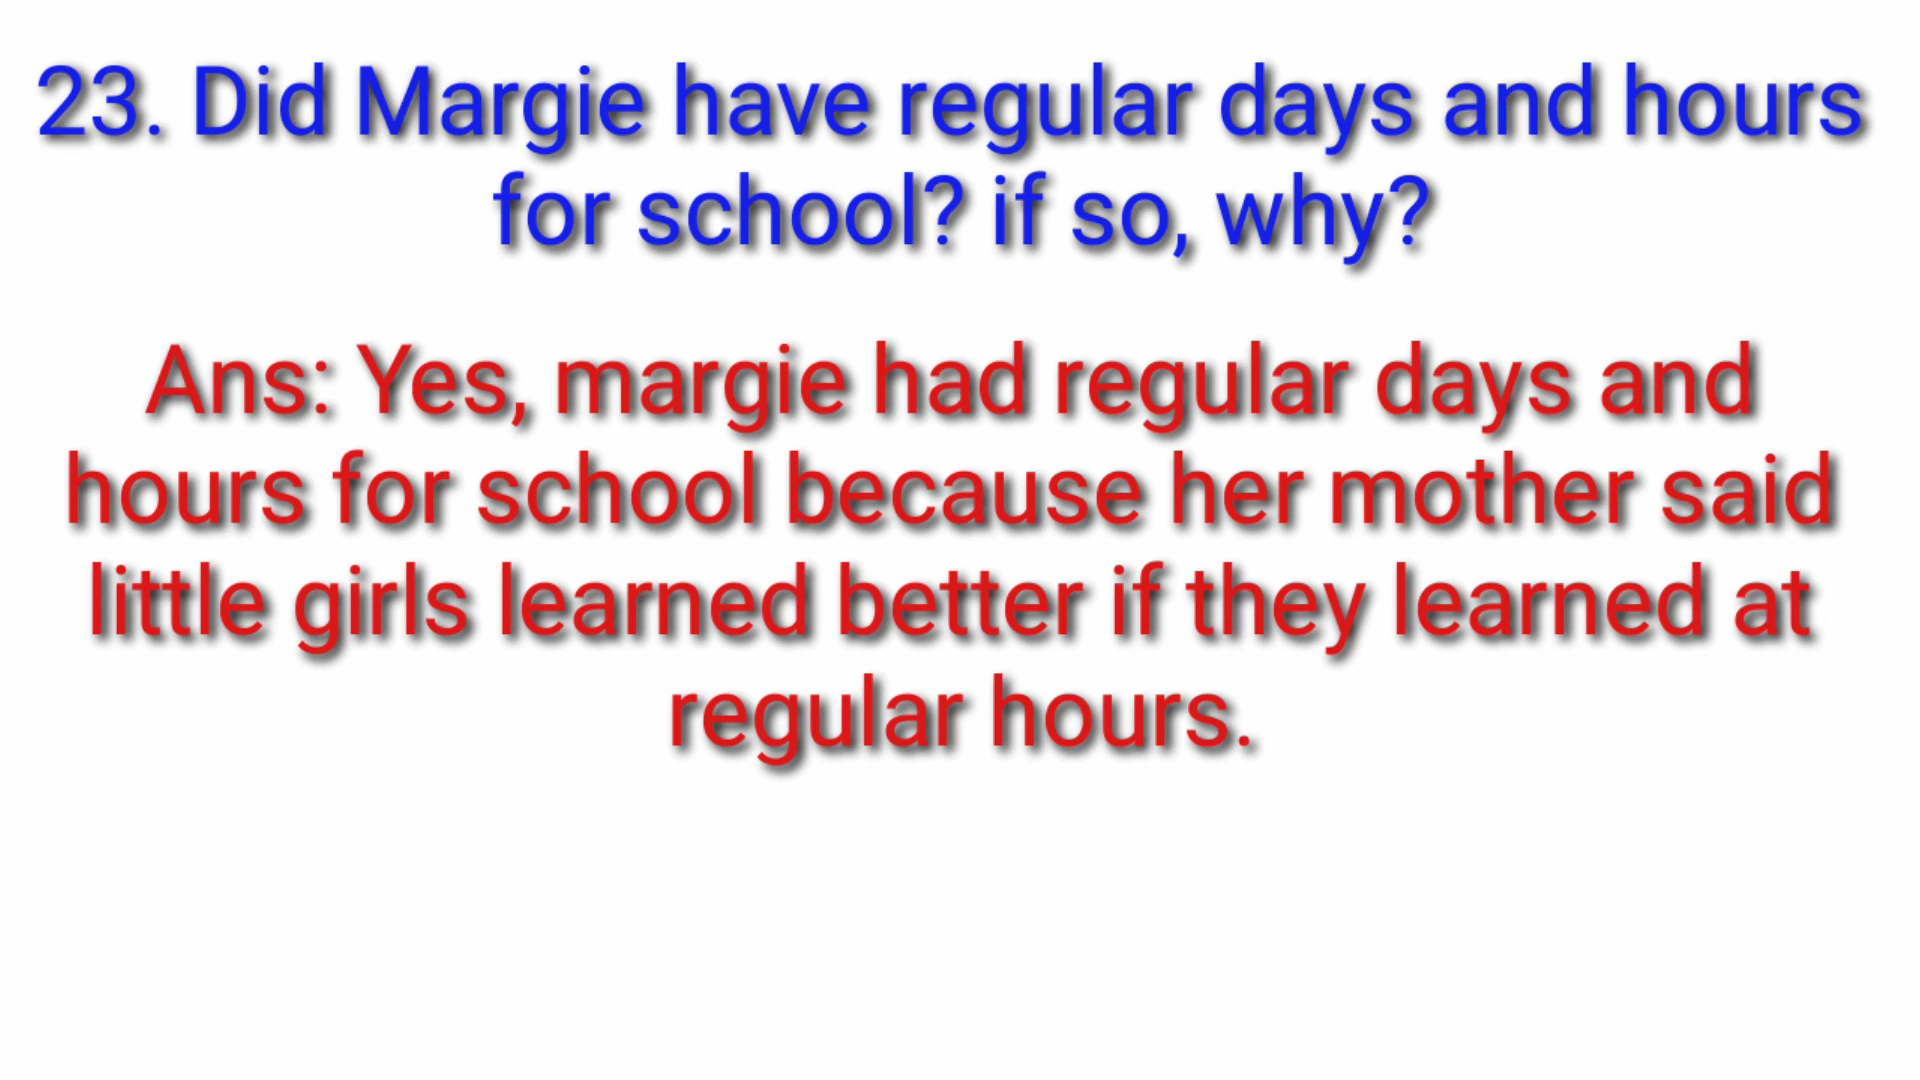 23. Did Margie have regular days and hours
for school? if so, why?
Ans: Yes, margie had regular days and
hours for school because her mother said
little girls learned better if they learned at
regular hours.